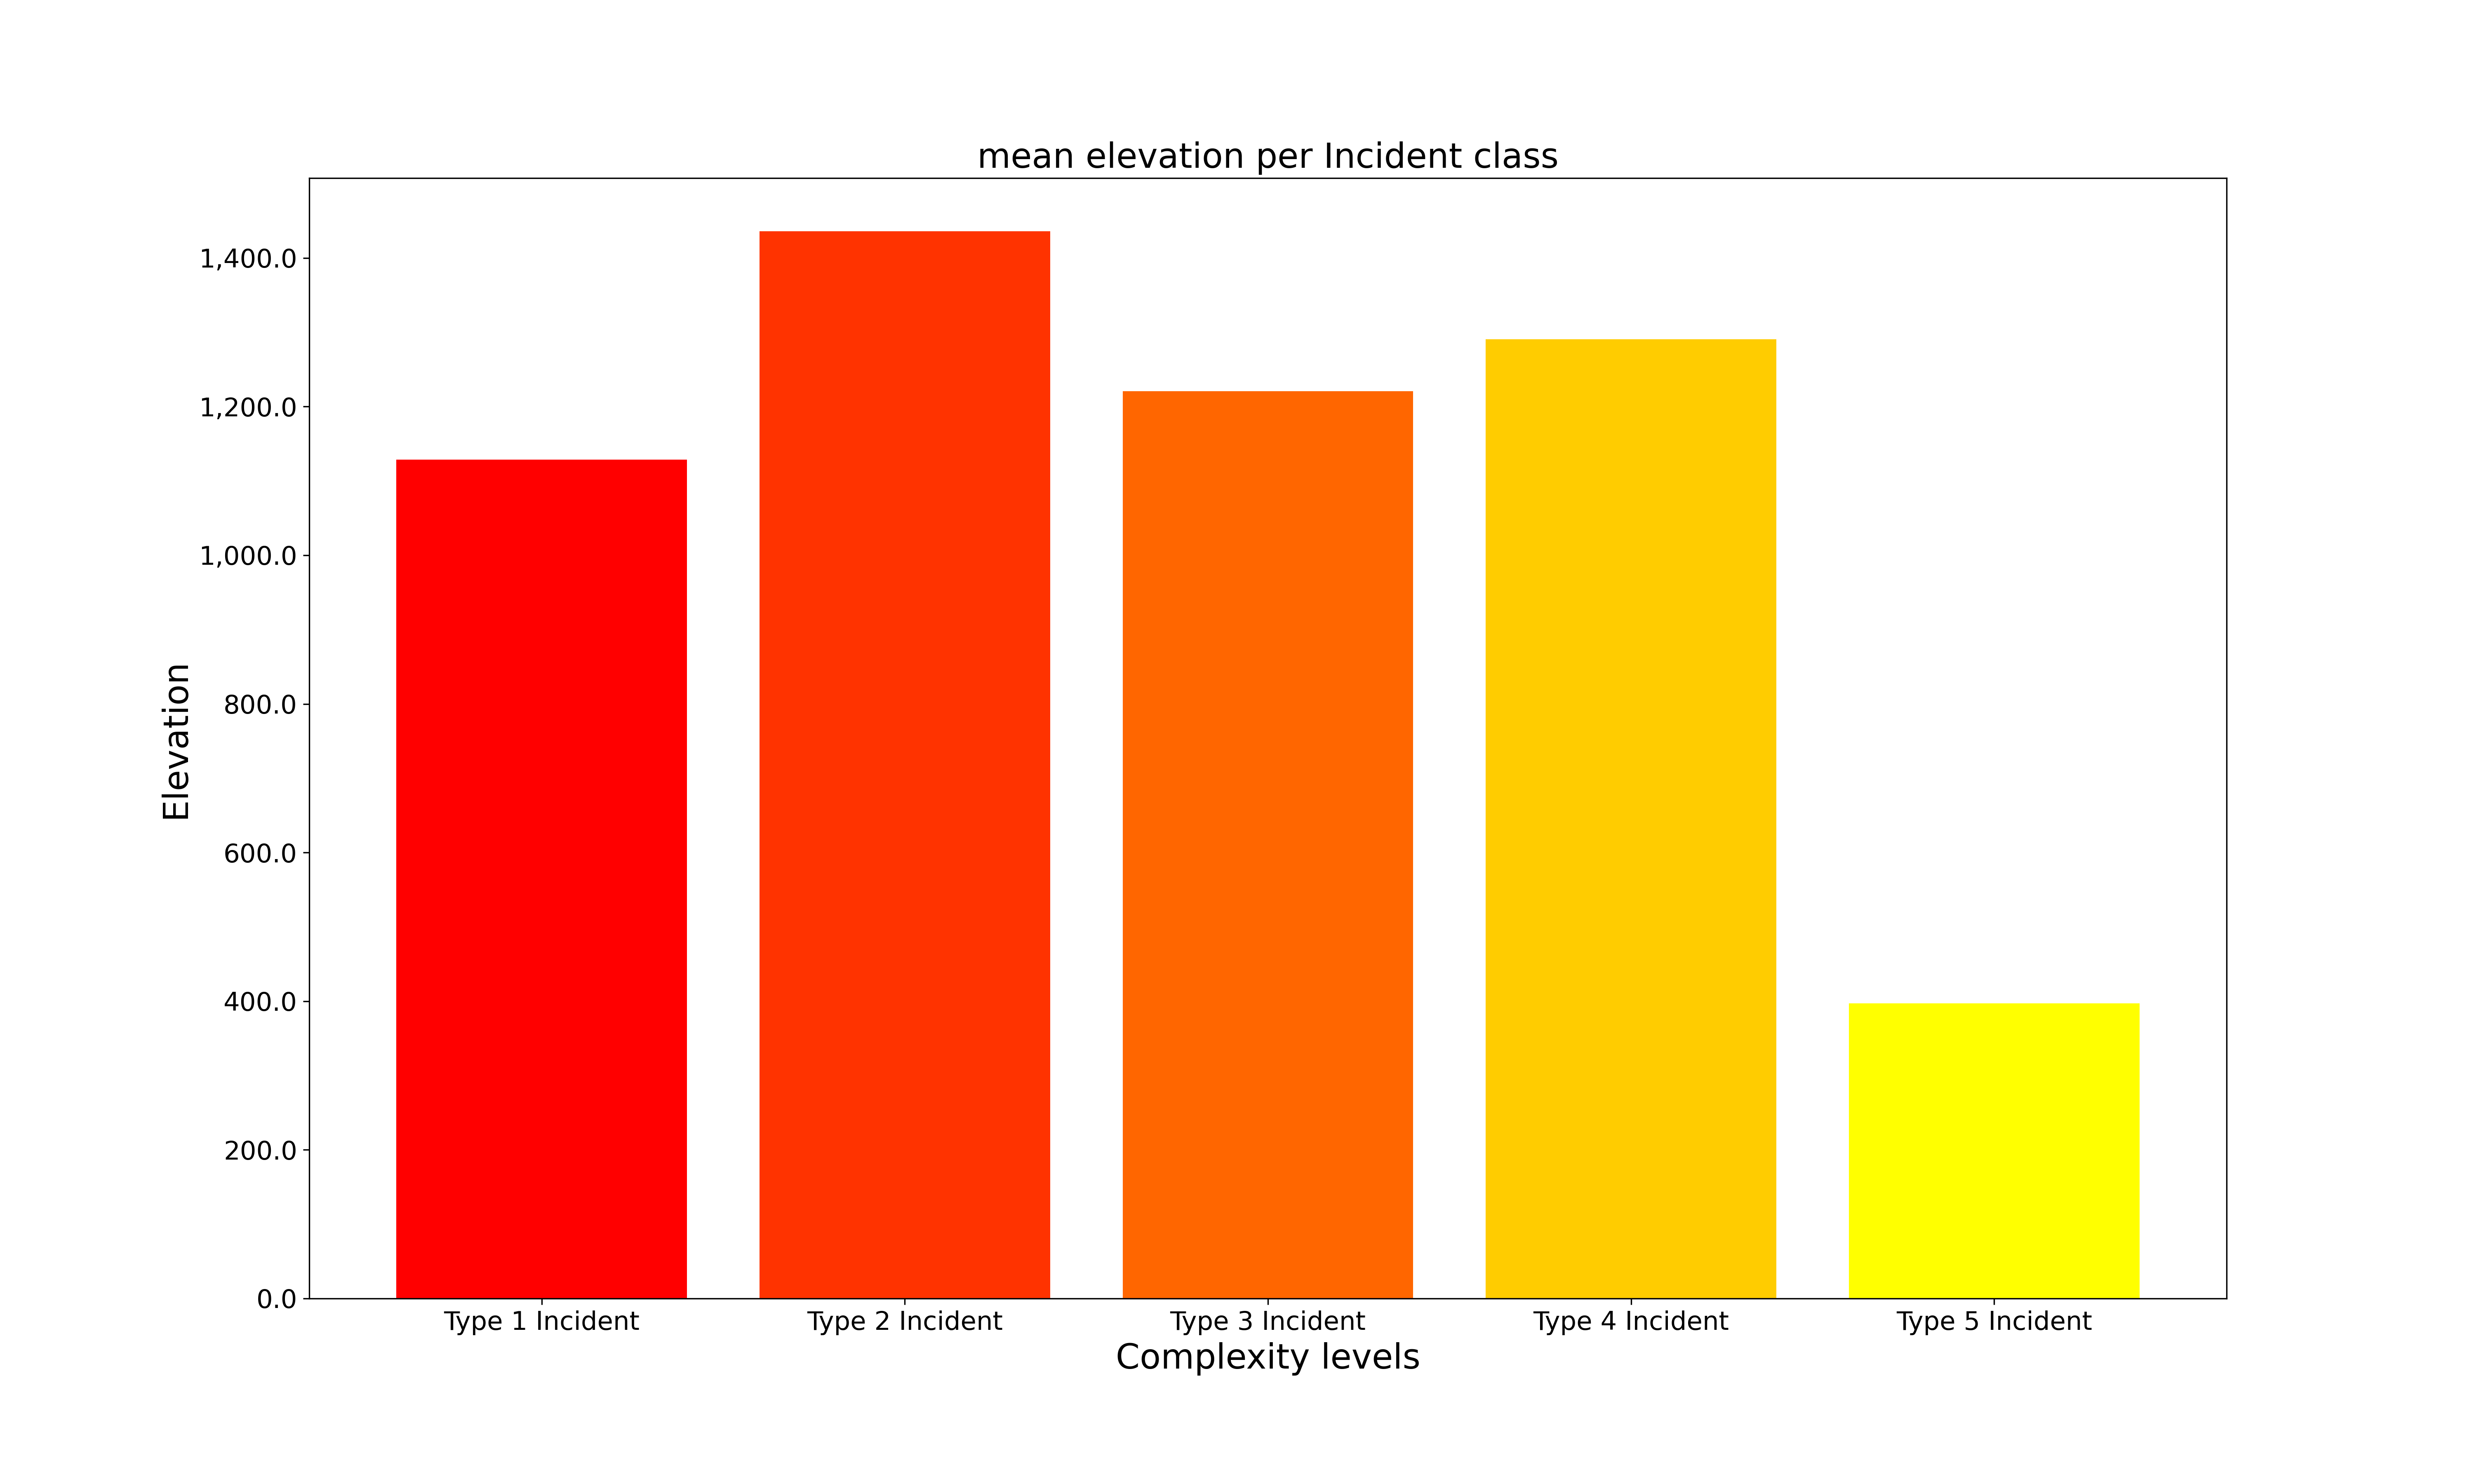 mean elevation per Incident class
1,400.0
1,200.0
1,000.0
800.0
600.0
400.0
200.0
0.0
Elevation
Type 1 Incident
Type 2 Incident
Type 3 Incident
Type 4 Incident
Type 5 Incident
Complexity levels